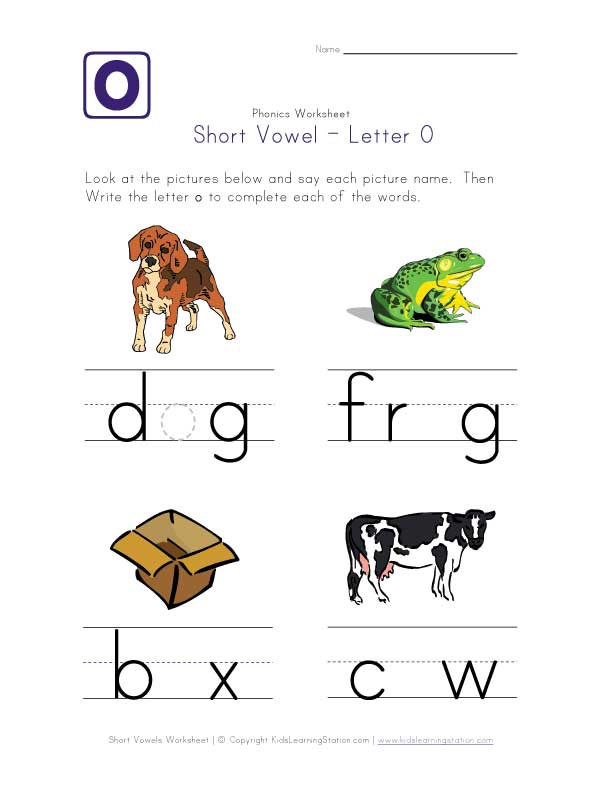 Name
o
Phonics Worksheet
Short Vowel - Letter O
Look at the pictures below and say each picture name. Then
Write the letter o to complete each of the words.
d o g
f r g
b x
c w
Short Vowels Worksheet | © Copyright KidsLearningStation.com | www.kidslearningstation.com